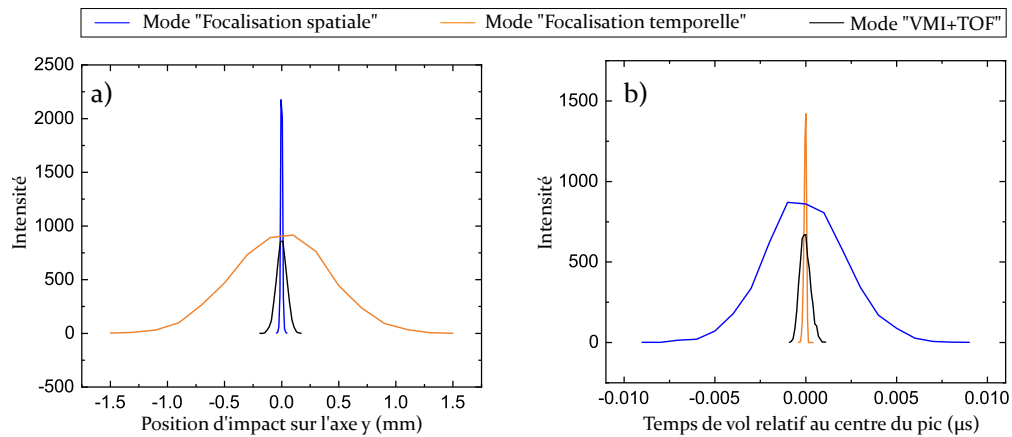 Mode "Focalisation spatiale" Mode "Focalisation temporelle" Mode "VMI+TOF"
a)
2500
2000
1500
1000
500
0
-500
Intensité
-1.5 -1.0 -0.5 0.0 0.5 1.0 1.5
Position d'impact sur l'axe y (mm)
b)
1500
1000
500
0
Intensité
-0.010 -0.005 0.000 0.005 0.010
Temps de vol relatif au centre du pic (µs)